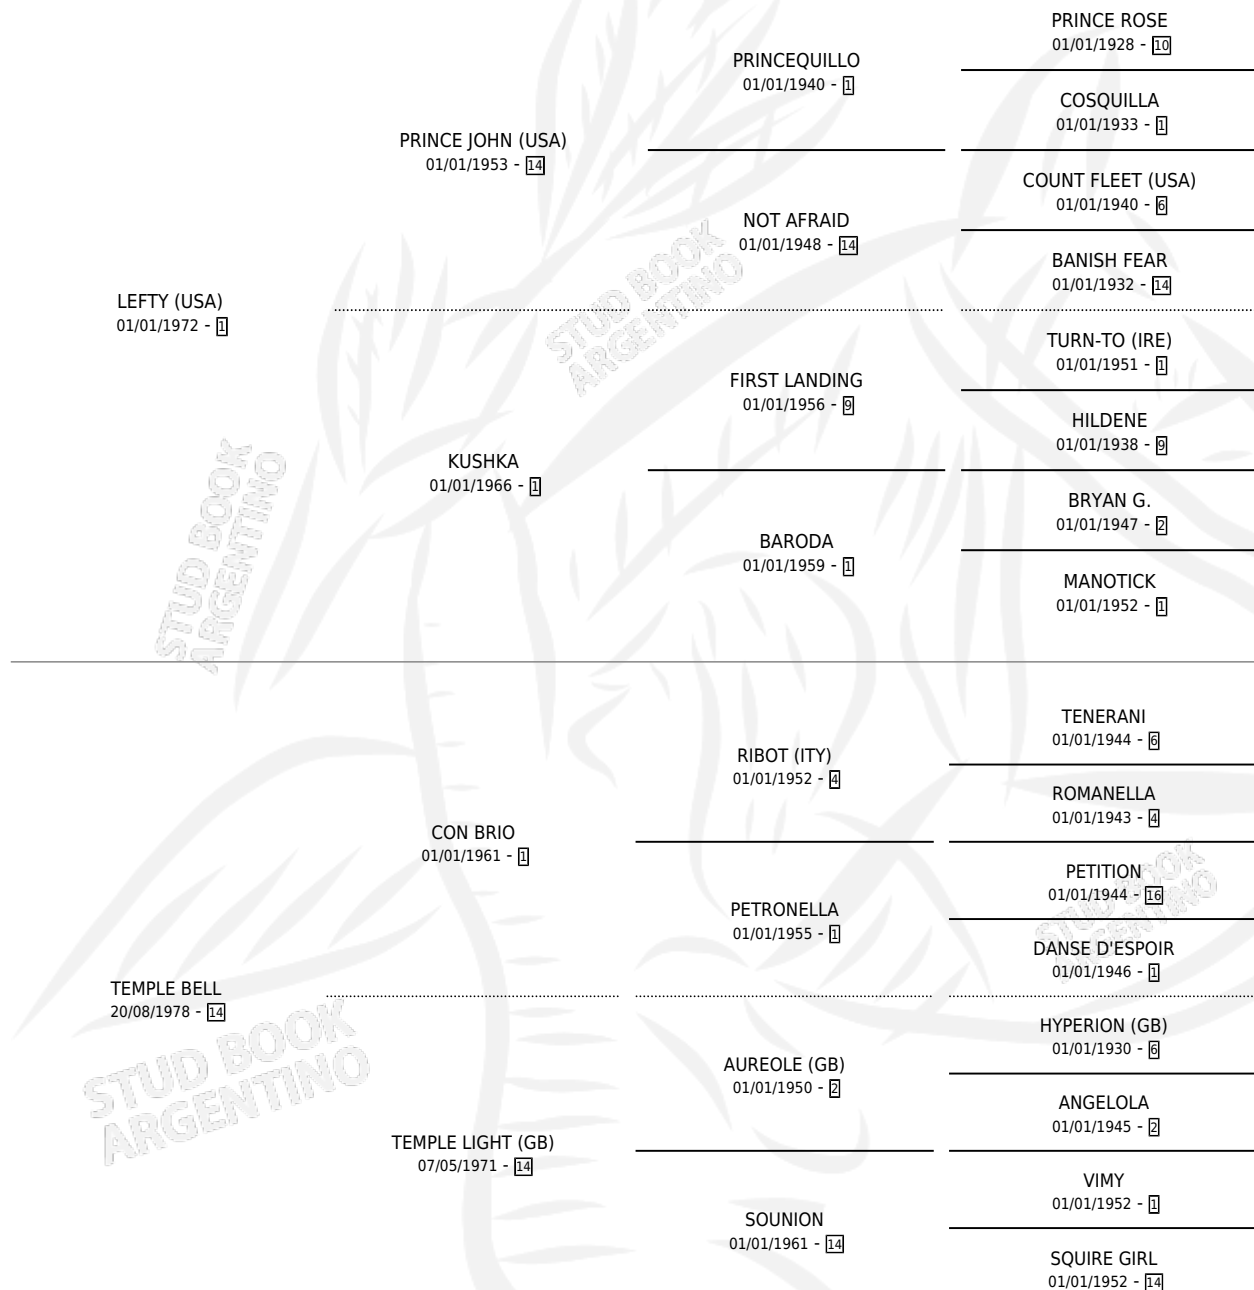 PRINCE ROSE
01/01/1928 - 10
PRINCEQUILLO
01/01/1940 - 1
COSQUILLA
01/01/1933 - 1
PRINCE JOHN (USA)
01/01/1953 - 14
COUNT FLEET (USA)
01/01/1940 - 6
NOT AFRAID
01/01/1948 - 14
BANISH FEAR
01/01/1932 - 14
LEFTY (USA)
01/01/1972 - 1
TURN-TO (IRE)
01/01/1951 - 1
FIRST LANDING
01/01/1956 - 9
HILDENE
01/01/1938 - 9
KUSHKA
01/01/1966 - 1
BRYAN G.
01/01/1947 - 2
BARODA
01/01/1959 - 1
MANOTICK
01/01/1952 - 1
TENERANI
01/01/1944 - 6
RIBOT (ITY)
01/01/1952 - 4
ROMANELLA
01/01/1943 - 4
CON BRIO
01/01/1961 - 1
PETITION
01/01/1944 - 16
PETRONELLA
01/01/1955 - 1
DANSE D'ESPOIR
01/01/1946 - 1
TEMPLE BELL
20/08/1978 - 14
HYPERION (GB)
01/01/1930 - 6
AUREOLE (GB)
01/01/1950 - 2
ANGELOLA
01/01/1945 - 2
TEMPLE LIGHT (GB)
07/05/1971 - 14
VIMY
01/01/1952 - 1
SOUNION
01/01/1961 - 14
SQUIRE GIRL
01/01/1952 - 14
STUD BOOK
ARGENTINO
STUD BOOK
ARGENTINO
STUD BOOK
ARGENTINO
STUD BOOK
ARGENTINO